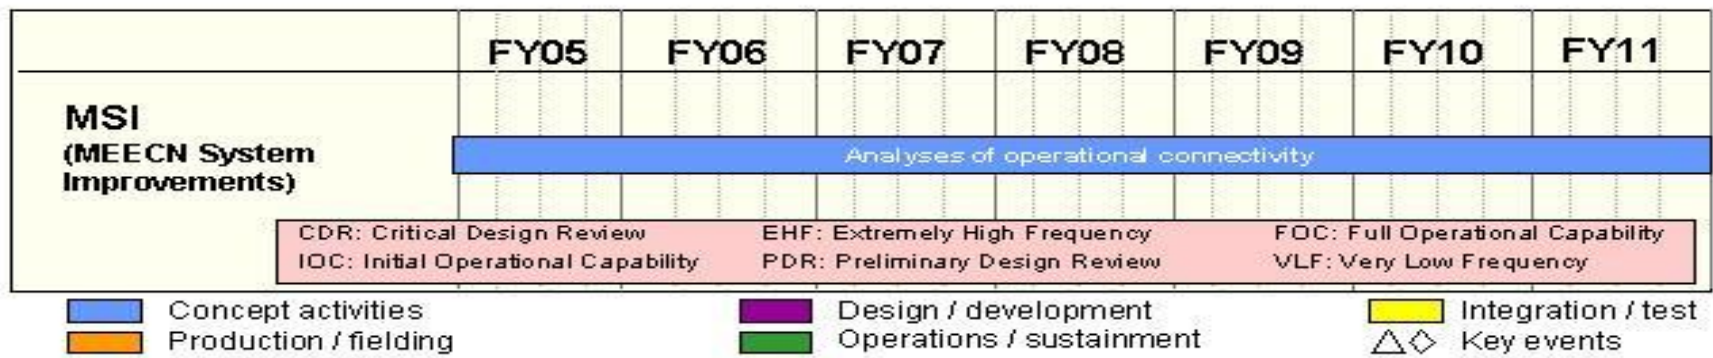 FY05 FY06 FY07 FY08 FY09 FY10 FY11
MSI
(MEECN System
Improvements)
Analyses of operational connectivity
CDR: Critical Design Review EHF: Extremely High Frequency FOC: Full Operational Capability
IOC: Initial Operational Capability PDR: Preliminary Design Review VLF: Very Low Frequency
Concept activities Design / development Integration / test
Production / fielding Operations / sustainment Key events